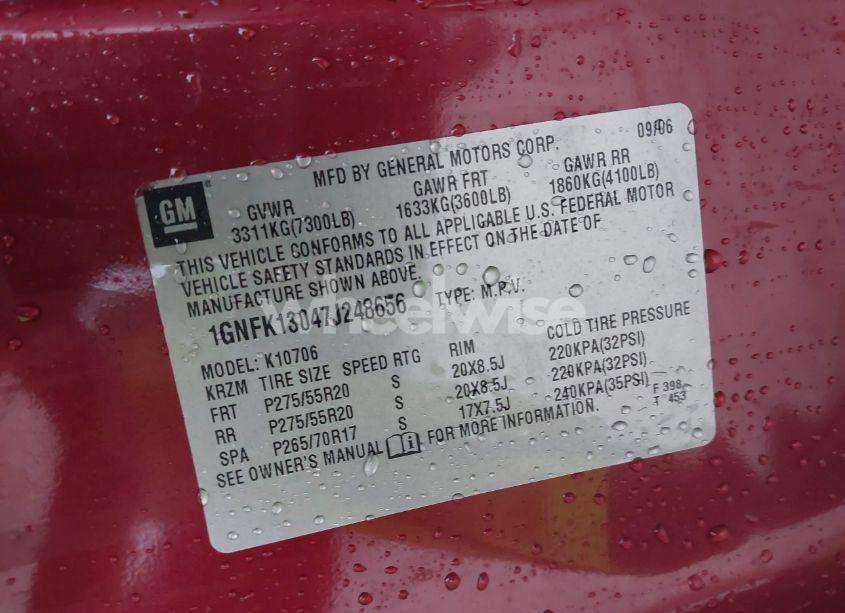 GM
MFD BY GENERAL MOTORS CORP. 09/06
GVWR GAWR FRT GAWR RR
3311KG(7300LB) 1633KG(3600LB) 1860KG(4100LB)
THIS VEHICLE CONFORMS TO ALL APPLICABLE U.S. FEDERAL MOTOR
VEHICLE SAFETY STANDARDS IN EFFECT ON THE DATE OF
MANUFACTURE SHOWN ABOVE.
1GNFK13047J248656 TYPE: M.P.V.
wheelwise
MODEL: K10706
KRZM TIRE SIZE SPEED RTG RIM COLD TIRE PRESSURE
FRT P275/55R20 S 20X8.5J 220KPA(32PSI)
RR P275/55R20 S 20X8.5J 220KPA(32PSI)
SPA P265/70R17 S 17X7.5J 240KPA(35PSI)
F 398
T 453
SEE OWNER'S MANUAL FOR MORE INFORMATION.